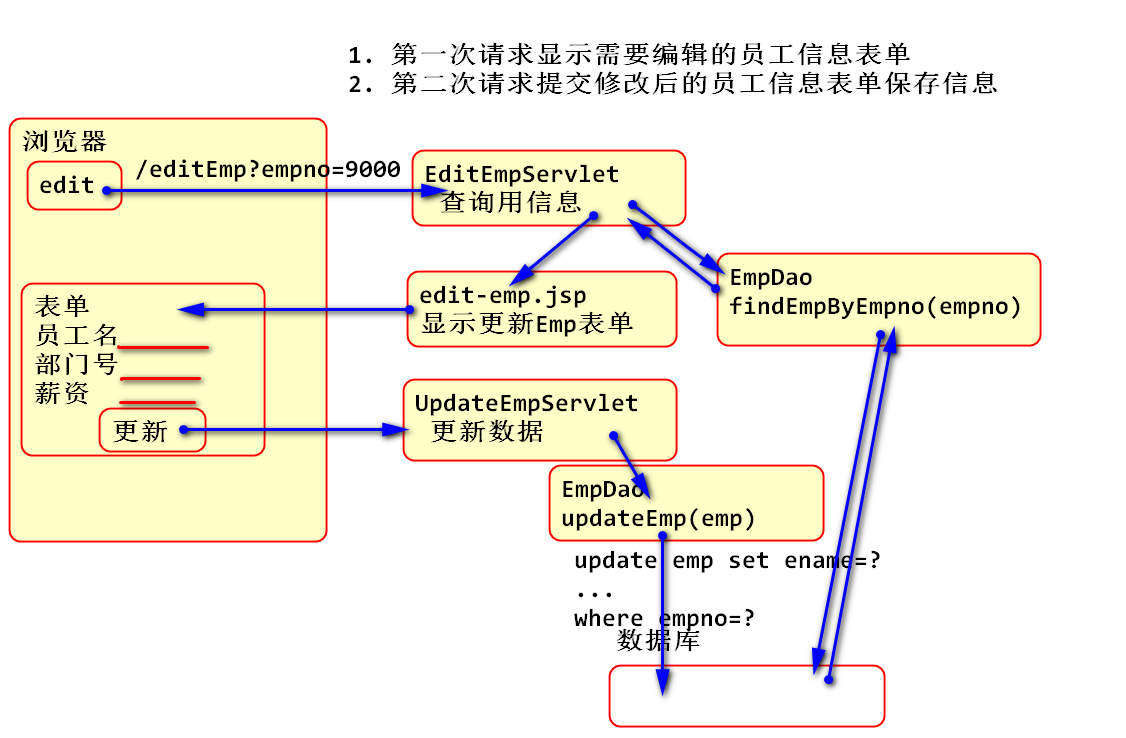 1. 第一次请求显示需要编辑的员工信息表单
2. 第二次请求提交修改后的员工信息表单保存信息
浏览器
edit
/editEmp?empno=9000
EditEmpServlet
查询用信息
EmpDao
findEmpByEmpno(empno)
edit-emp.jsp
显示更新Emp表单
表单
员工名
部门号
薪资
更新
UpdateEmpServlet
更新数据
EmpDao
updateEmp(emp)
update emp set ename=?
...
where empno=?
数据库